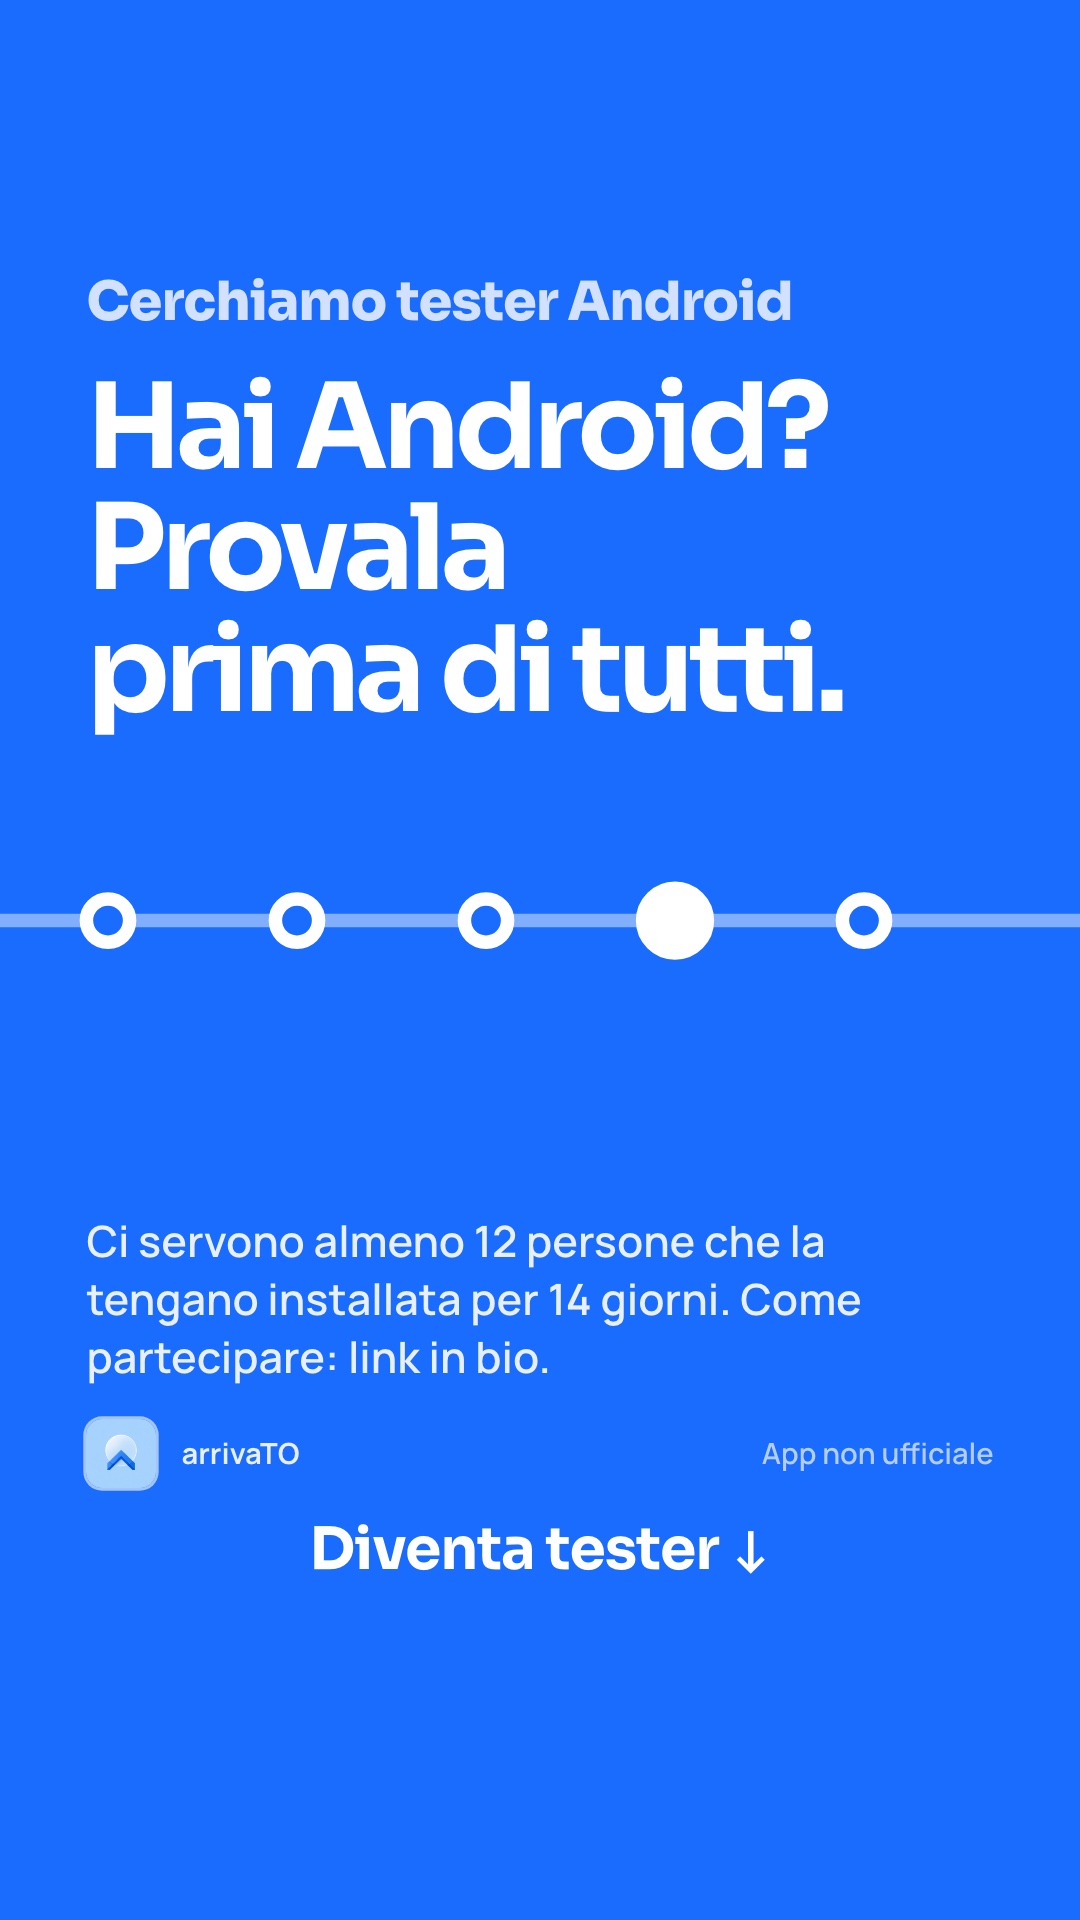 Cerchiamo tester Android
Hai Android?
Provala
prima di tutti.
Ci servono almeno 12 persone che la
tengano installata per 14 giorni. Come
partecipare: link in bio.
arrivaTO
App non ufficiale
Diventa tester ↓